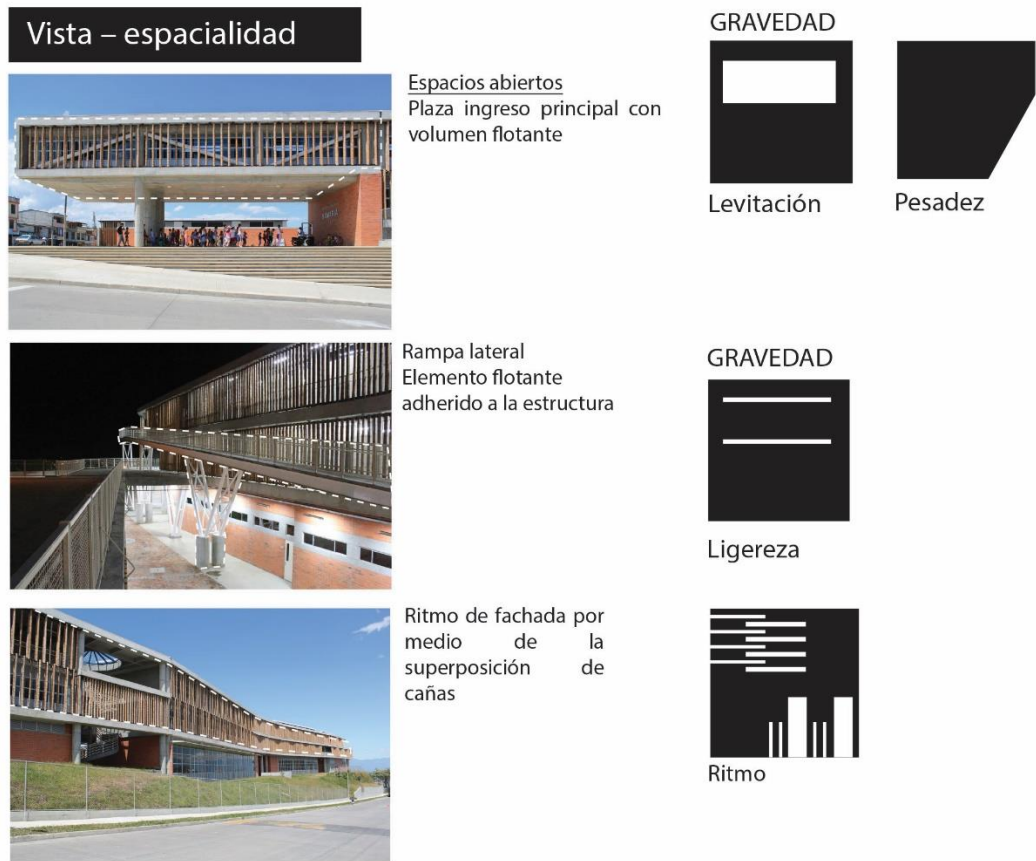 Vista – espacialidad
Espacios abiertos
Plaza ingreso principal con
volumen flotante
GRAVEDAD
Levitación
Pesadez
Rampa lateral
Elemento flotante
adherido a la estructura
GRAVEDAD
Ligereza
Ritmo de fachada por
medio de la
superposición de
cañas
Ritmo